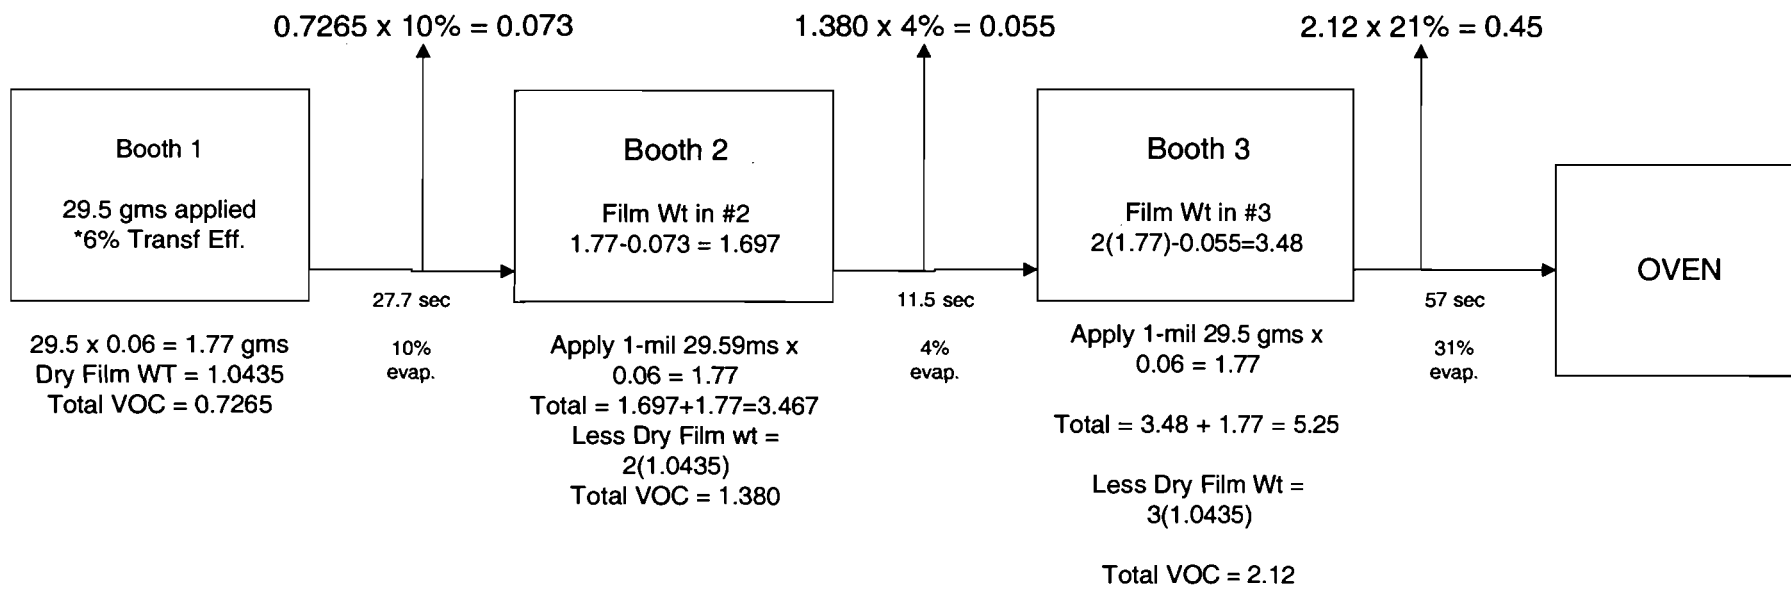 0.7265 x 10% = 0.073
1.380 x 4% = 0.055
2.12 x 21% = 0.45
Booth 1
29.5 gms applied
*6% Transf Eff.
29.5 x 0.06 = 1.77 gms
Dry Film WT = 1.0435
Total VOC = 0.7265
27.7 sec
10%
evap.
Booth 2
Film Wt in #2
1.77-0.073 = 1.697
Apply 1-mil 29.59ms x
0.06 = 1.77
Total = 1.697+1.77=3.467
Less Dry Film wt =
2(1.0435)
Total VOC = 1.380
11.5 sec
4%
evap.
Booth 3
Film Wt in #3
2(1.77)-0.055=3.48
Apply 1-mil 29.5 gms x
0.06 = 1.77
Total = 3.48 + 1.77 = 5.25
Less Dry Film Wt =
3(1.0435)
Total VOC = 2.12
57 sec
31%
evap.
OVEN